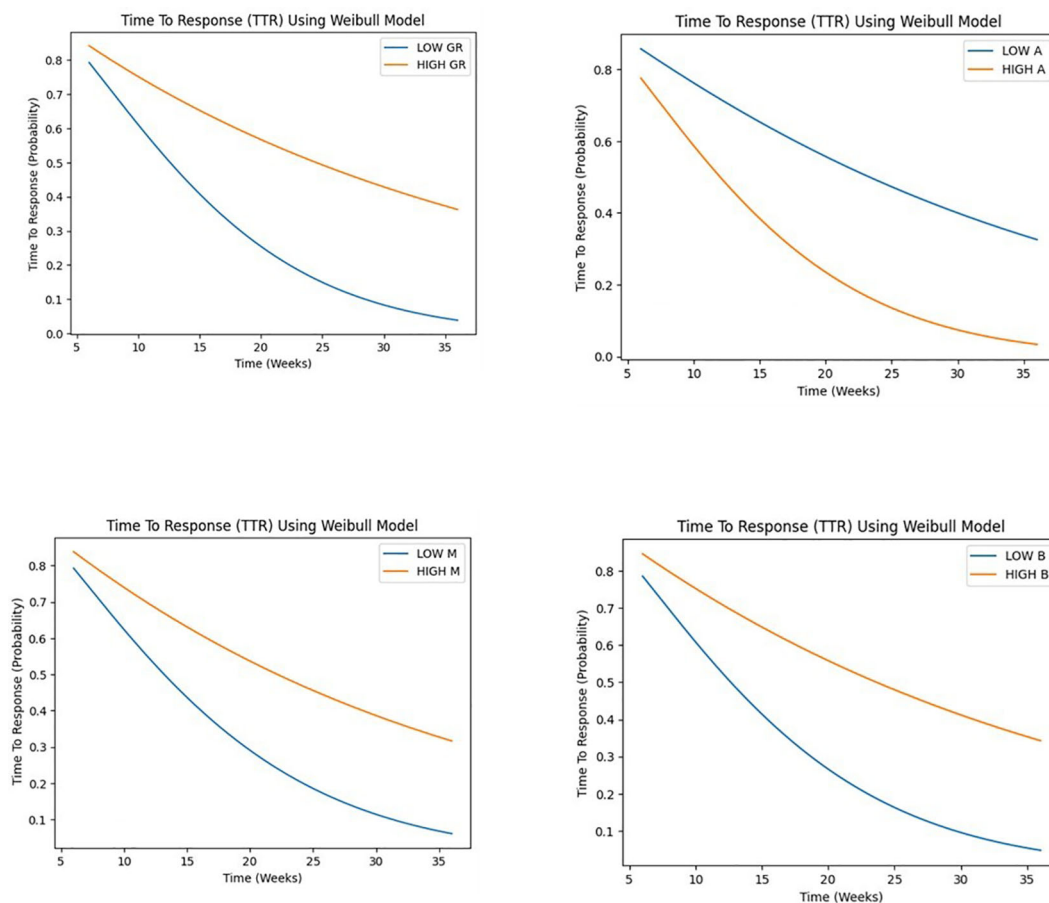 Time To Response (TTR) Using Weibull Model
LOW GR
HIGH GR
Time To Response (Probability)
0.8
0.7
0.6
0.5
0.4
0.3
0.2
0.1
0.0
5 10 15 20 25 30 35
Time (Weeks)
Time To Response (TTR) Using Weibull Model
LOW A
HIGH A
Time To Response (Probability)
0.8
0.6
0.4
0.2
0.0
5 10 15 20 25 30 35
Time (Weeks)
Time To Response (TTR) Using Weibull Model
LOW M
HIGH M
Time To Response (Probability)
0.8
0.7
0.6
0.5
0.4
0.3
0.2
0.1
5 10 15 20 25 30 35
Time (Weeks)
Time To Response (TTR) Using Weibull Model
LOW B
HIGH B
Time To Response (Probability)
0.8
0.7
0.6
0.5
0.4
0.3
0.2
0.1
5 10 15 20 25 30 35
Time (Weeks)